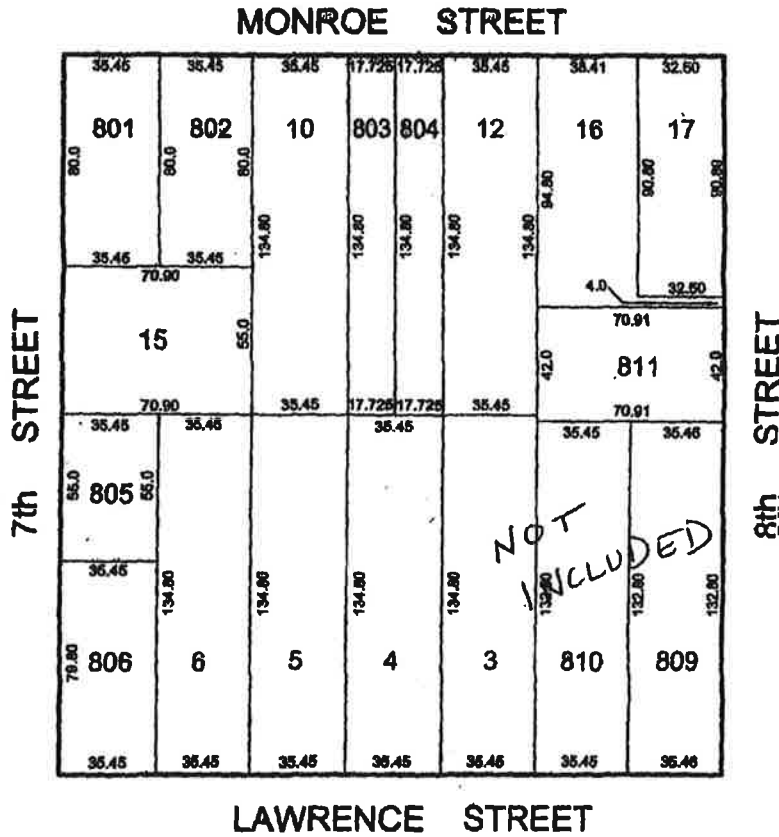 MONROE STREET
35.45 35.45 35.45 17.725 17.725 35.45 38.41 32.50
801 802 10 803 804 12 16 17
80.0 80.0 80.0 134.80 134.80 134.80 134.80 94.80 90.80 90.80
35.45 35.45
70.90
4.0 32.50
70.91
7th STREET
15 55.0
42.0 811 42.0
8th STREET
70.90 35.45 17.725 17.725 35.45 70.91
35.45 35.45 35.45 35.45 35.46
55.0 805 55.0
NOT
INCLUDED
35.45
134.80 134.80 134.80 134.80 132.80 132.80 132.80
79.80 806 6 5 4 3 810 809
35.45 35.45 35.45 35.45 35.45 35.45 35.46
LAWRENCE STREET